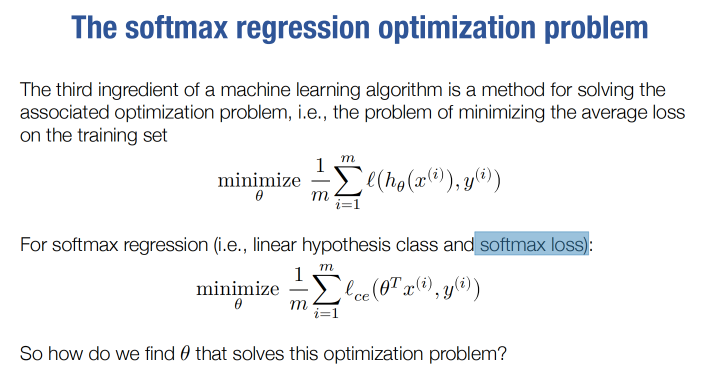 The softmax regression optimization problem
The third ingredient of a machine learning algorithm is a method for solving the
associated optimization problem, i.e., the problem of minimizing the average loss
on the training set
$$\underset{\theta}{\text{minimize}} \frac{1}{m} \sum_{i=1}^{m} \ell(h_\theta(x^{(i)}), y^{(i)})$$
For softmax regression (i.e., linear hypothesis class and softmax loss):
$$\underset{\theta}{\text{minimize}} \frac{1}{m} \sum_{i=1}^{m} \ell_{ce}(\theta^T x^{(i)}, y^{(i)})$$
So how do we find θ that solves this optimization problem?